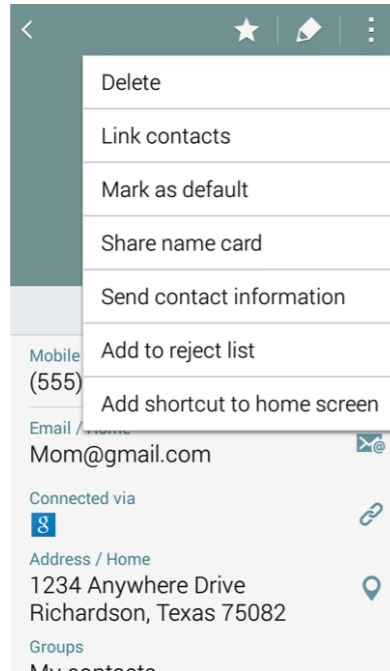 Delete
Link contacts
Mark as default
Share name card
Send contact information
Add to reject list
Add shortcut to home screen
Mobile
(555)
Email / Home
Mom@gmail.com
Connected via
g
Address / Home
1234 Anywhere Drive
Richardson, Texas 75082
Groups
My contacts